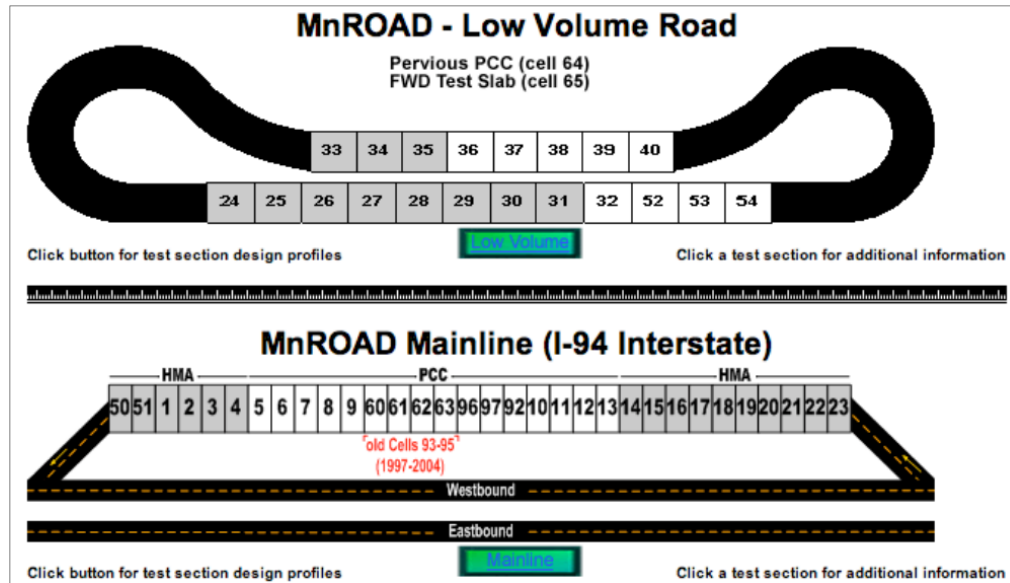 MnROAD - Low Volume Road
Pervious PCC (cell 64)
FWD Test Slab (cell 65)
33 34 35 36 37 38 39 40
24 25 26 27 28 29 30 31 32 52 53 54
Low Volume
Click button for test section design profiles
Click a test section for additional information
MnROAD Mainline (I-94 Interstate)
HMA PCC HMA
50 51 1 2 3 4 5 6 7 8 9 60 61 62 63 96 97 92 10 11 12 13 14 15 16 17 18 19 20 21 22 23
old Cells 93-95
(1997-2004)
Westbound
Eastbound
Mainline
Click button for test section design profiles
Click a test section for additional information